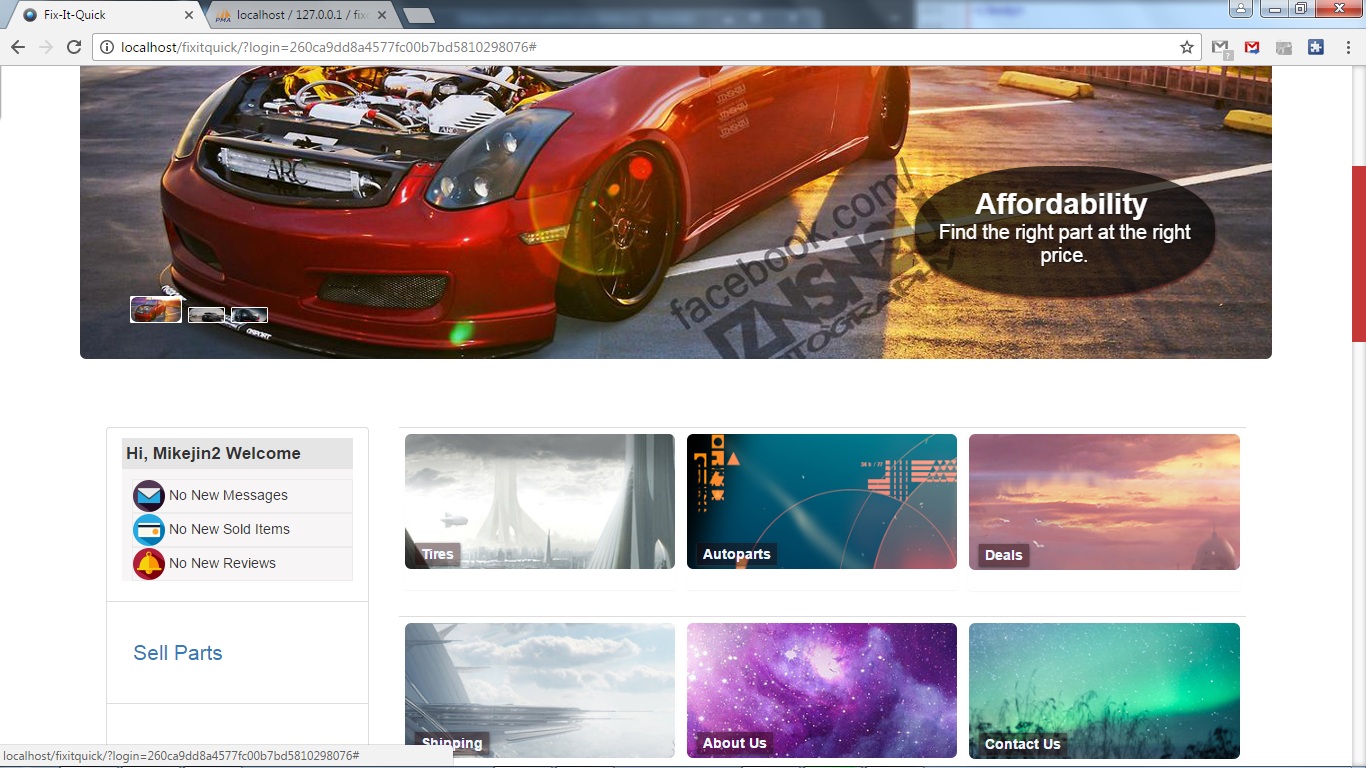 Fix-It-Quick
localhost / 127.0.0.1 / fix
localhost/fixitquick/?login=260ca9dd8a4577fc00b7bd5810298076#
ARC
Affordability
Find the right part at the right
price.
facebook.com/
Hi, Mikejin2 Welcome
No New Messages
No New Sold Items
No New Reviews
Sell Parts
Tires
Autoparts
Deals
Shipping
About Us
Contact Us
localhost/fixitquick/?login=260ca9dd8a4577fc00b7bd5810298076#